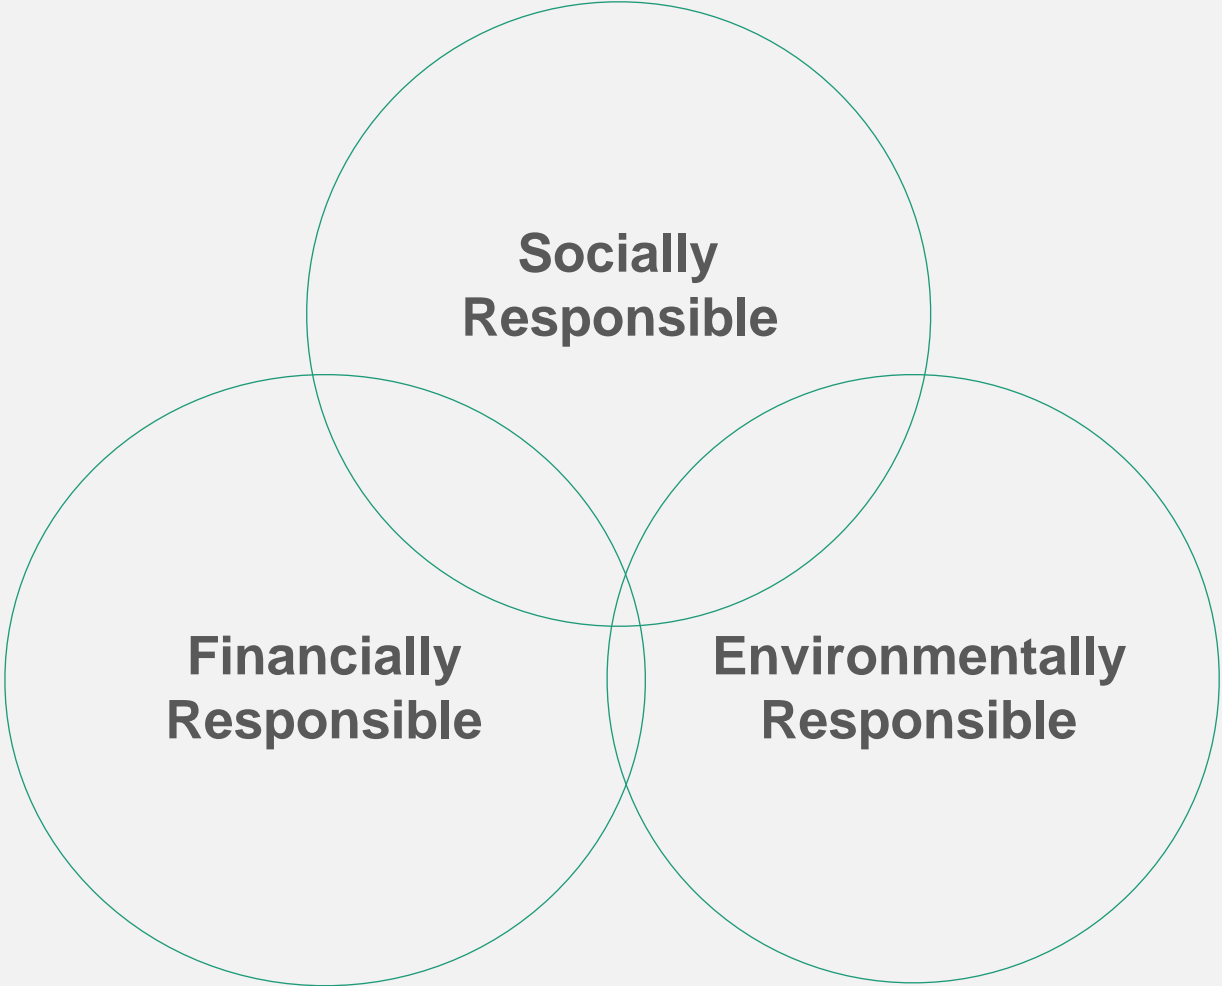 Socially
Responsible
Financially
Responsible
Environmentally
Responsible